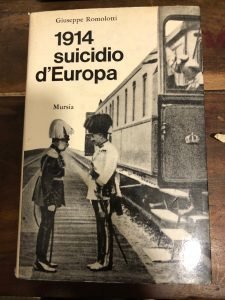 Giuseppe Romolotti
1914
suicidio
d'Europa
Mursia